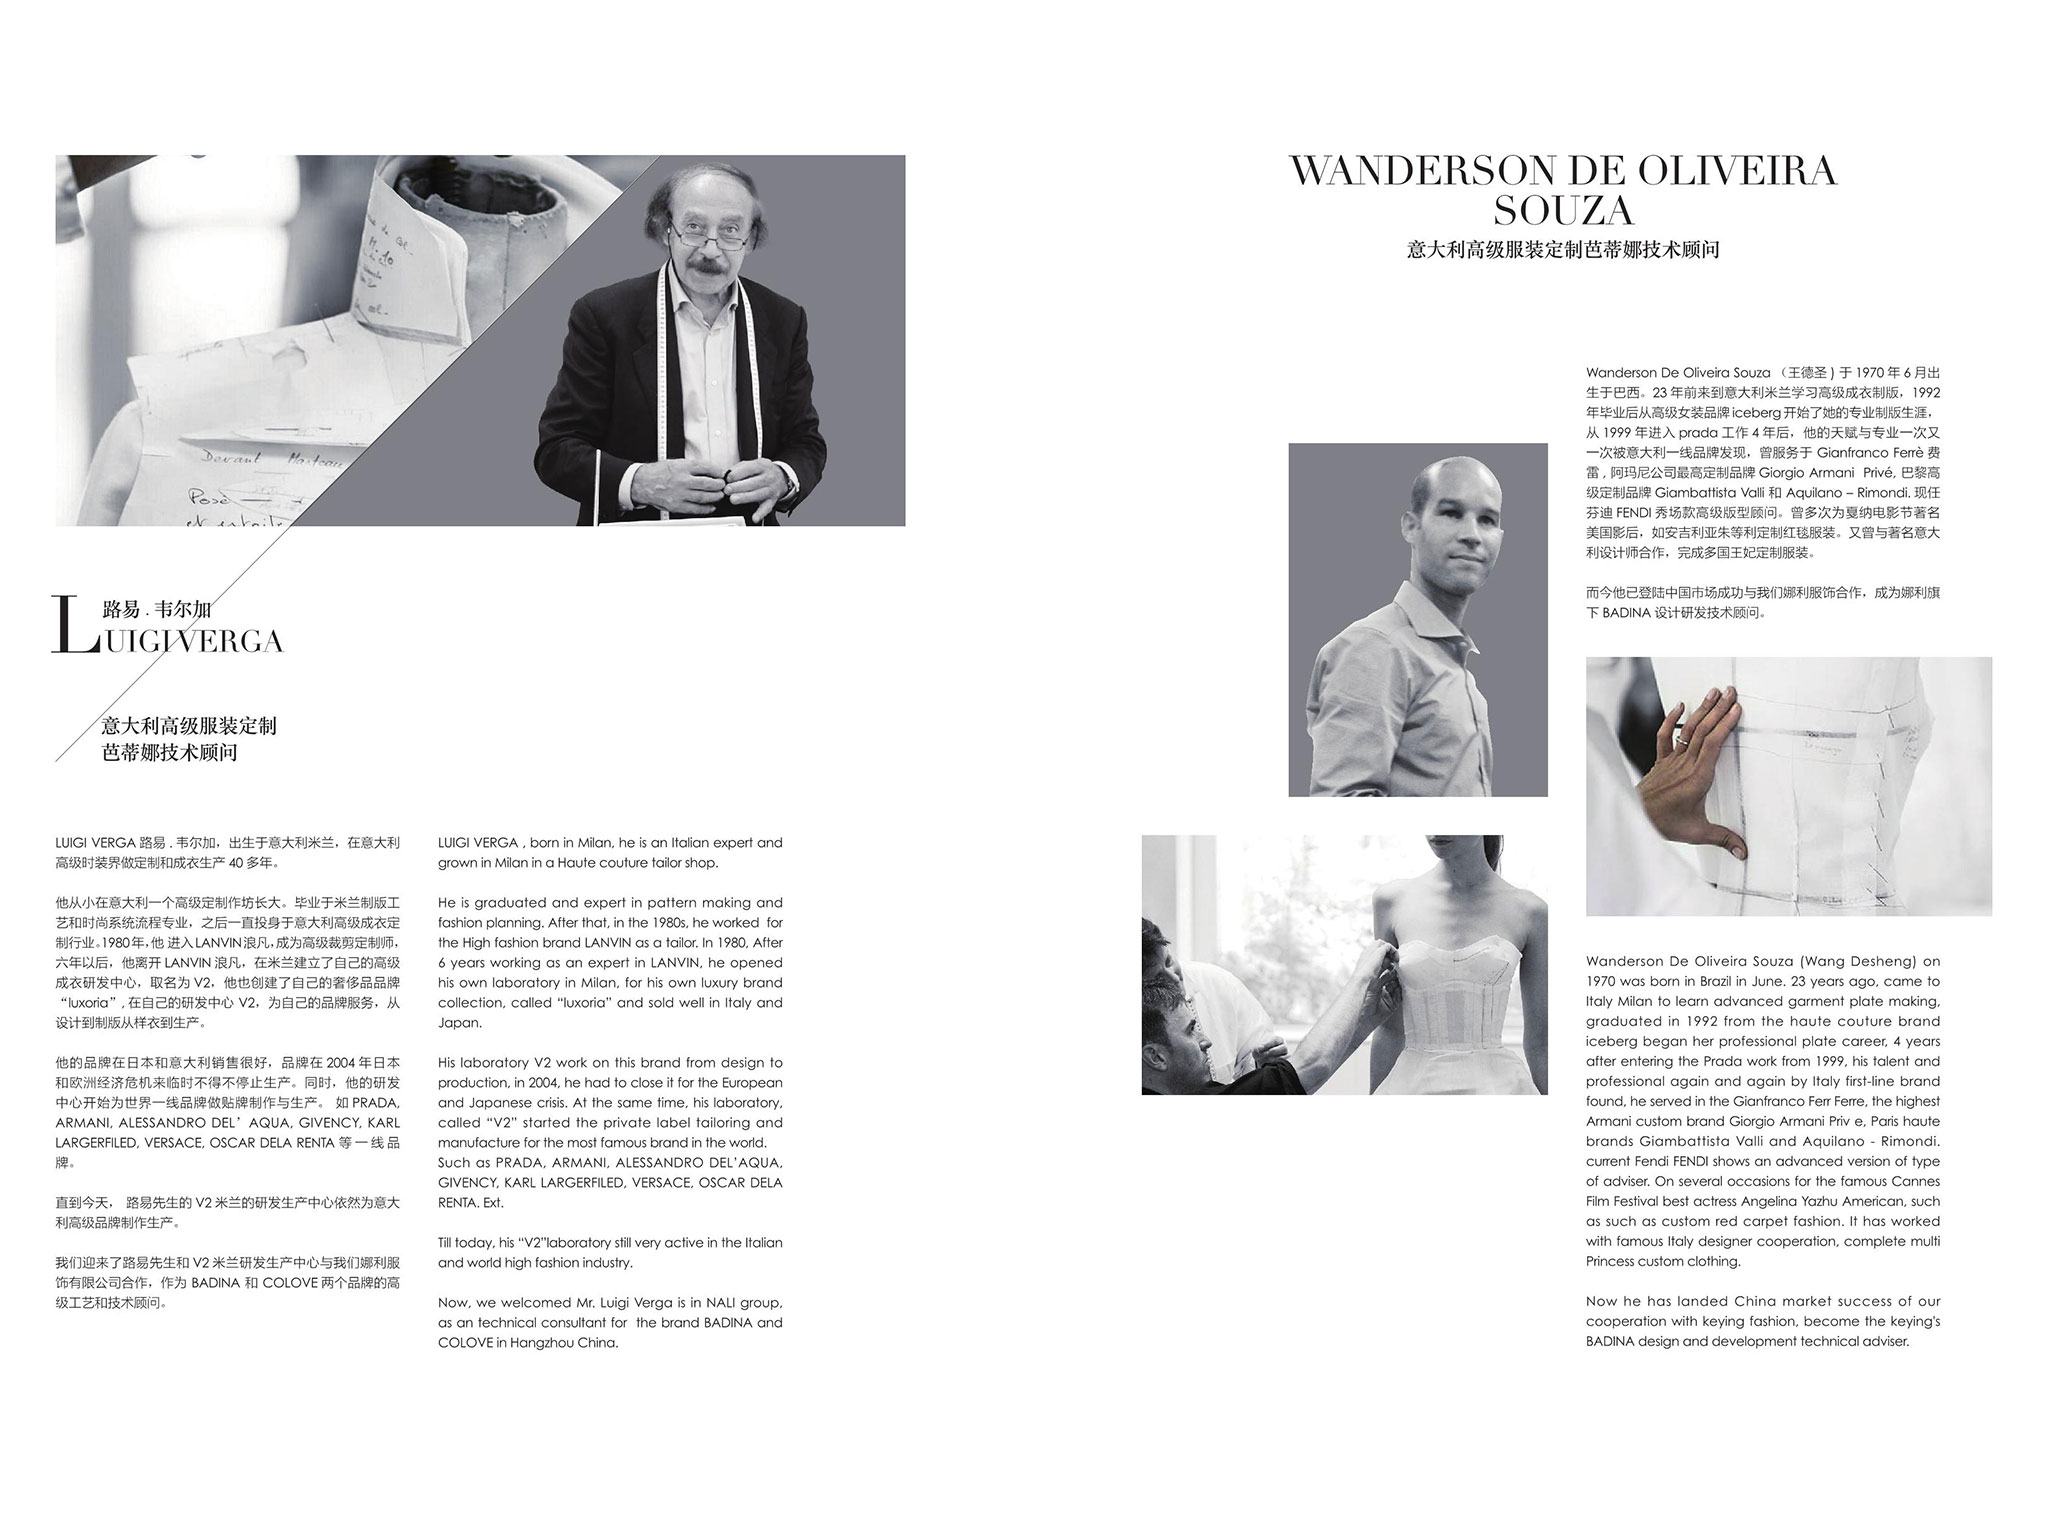 路易 . 韦尔加
LUIGI VERGA
意大利高级服装定制
芭蒂娜技术顾问
LUIGI VERGA 路易 . 韦尔加，出生于意大利米兰，在意大利
高级时装界做定制和成衣生产 40 多年。
他从小在意大利一个高级定制作坊长大。毕业于米兰制版工
艺和时尚系统流程专业，之后一直投身于意大利高级成衣定
制行业。1980年，他 进入LANVIN浪凡，成为高级裁剪定制师，
六年以后，他离开 LANVIN 浪凡，在米兰建立了自己的高级
成衣研发中心，取名为 V2，他也创建了自己的奢侈品品牌
“luxoria”, 在自己的研发中心 V2，为自己的品牌服务，从
设计到制版从样衣到生产。
他的品牌在日本和意大利销售很好，品牌在 2004 年日本
和欧洲经济危机来临时不得不停止生产。同时，他的研发
中心开始为世界一线品牌做贴牌制作与生产。 如 PRADA,
ARMANI, ALESSANDRO DEL’ AQUA, GIVENCY, KARL
LARGERFILED, VERSACE, OSCAR DELA RENTA 等一线品
牌。
直到今天， 路易先生的 V2 米兰的研发生产中心依然为意大
利高级品牌制作生产。
我们迎来了路易先生和 V2 米兰研发生产中心与我们娜利服
饰有限公司合作，作为 BADINA 和 COLOVE 两个品牌的高
级工艺和技术顾问。
LUIGI VERGA , born in Milan, he is an Italian expert and
grown in Milan in a Haute couture tailor shop.
He is graduated and expert in pattern making and
fashion planning. After that, in the 1980s, he worked for
the High fashion brand LANVIN as a tailor. In 1980, After
6 years working as an expert in LANVIN, he opened
his own laboratory in Milan, for his own luxury brand
collection, called “luxoria” and sold well in Italy and
Japan.
His laboratory V2 work on this brand from design to
production, in 2004, he had to close it for the European
and Japanese crisis. At the same time, his laboratory,
called “V2” started the private label tailoring and
manufacture for the most famous brand in the world.
Such as PRADA, ARMANI, ALESSANDRO DEL’AQUA,
GIVENCY, KARL LARGERFILED, VERSACE, OSCAR DELA
RENTA. Ext.
Till today, his “V2”laboratory still very active in the Italian
and world high fashion industry.
Now, we welcomed Mr. Luigi Verga is in NALI group,
as an technical consultant for the brand BADINA and
COLOVE in Hangzhou China.
WANDERSON DE OLIVEIRA
SOUZA
意大利高级服装定制芭蒂娜技术顾问
Wanderson De Oliveira Souza （王德圣 ) 于 1970 年 6 月出
生于巴西。23 年前来到意大利米兰学习高级成衣制版，1992
年毕业后从高级女装品牌 iceberg 开始了她的专业制版生涯，
从 1999 年进入 prada 工作 4 年后，他的天赋与专业一次又
一次被意大利一线品牌发现，曾服务于 Gianfranco Ferrè 费
雷 , 阿玛尼公司最高定制品牌 Giorgio Armani Privé, 巴黎高
级定制品牌 Giambattista Valli 和 Aquilano – Rimondi. 现任
芬迪 FENDI 秀场款高级版型顾问。曾多次为戛纳电影节著名
美国影后，如安吉利亚朱等利定制红毯服装。又曾与著名意大
利设计师合作，完成多国王妃定制服装。
而今他已登陆中国市场成功与我们娜利服饰合作，成为娜利旗
下 BADINA 设计研发技术顾问。
Wanderson De Oliveira Souza (Wang Desheng) on
1970 was born in Brazil in June. 23 years ago, came to
Italy Milan to learn advanced garment plate making,
graduated in 1992 from the haute couture brand
iceberg began her professional plate career, 4 years
after entering the Prada work from 1999, his talent and
professional again and again by Italy first-line brand
found, he served in the Gianfranco Ferr Ferre, the highest
Armani custom brand Giorgio Armani Priv e, Paris haute
brands Giambattista Valli and Aquilano - Rimondi.
current Fendi FENDI shows an advanced version of type
of adviser. On several occasions for the famous Cannes
Film Festival best actress Angelina Yazhu American, such
as such as custom red carpet fashion. It has worked
with famous Italy designer cooperation, complete multi
Princess custom clothing.
Now he has landed China market success of our
cooperation with keying fashion, become the keying's
BADINA design and development technical adviser.
Devant Manteau
Posé